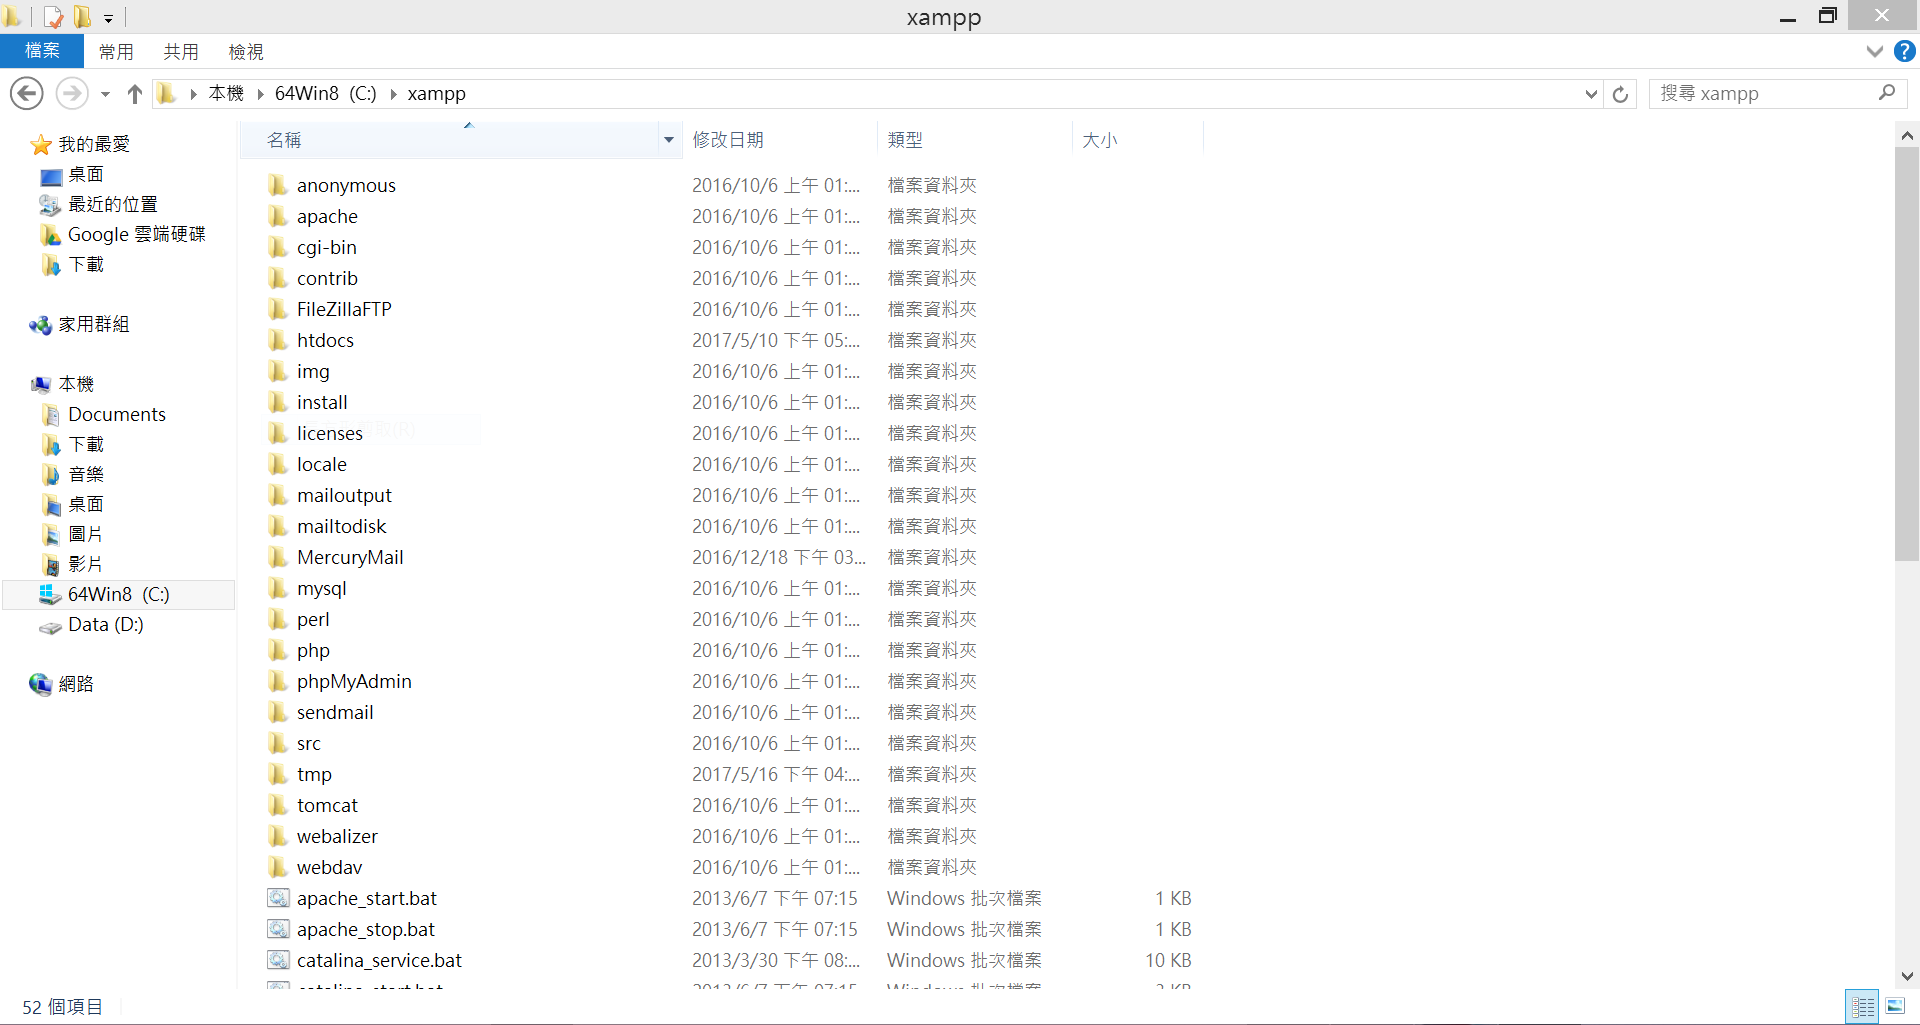 xampp
檔案 常用 共用 檢視
本機 64Win8 (C:) xampp 搜尋 xampp
我的最愛
桌面
最近的位置
Google 雲端硬碟
下載
家用群組
本機
Documents
下載
音樂
桌面
圖片
影片
64Win8 (C:)
Data (D:)
網路
名稱 修改日期 類型 大小
anonymous 2016/10/6 上午 01:... 檔案資料夾
apache 2016/10/6 上午 01:... 檔案資料夾
cgi-bin 2016/10/6 上午 01:... 檔案資料夾
contrib 2016/10/6 上午 01:... 檔案資料夾
FileZillaFTP 2016/10/6 上午 01:... 檔案資料夾
htdocs 2017/5/10 下午 05:... 檔案資料夾
img 2016/10/6 上午 01:... 檔案資料夾
install 2016/10/6 上午 01:... 檔案資料夾
licenses 2016/10/6 上午 01:... 檔案資料夾
locale 2016/10/6 上午 01:... 檔案資料夾
mailoutput 2016/10/6 上午 01:... 檔案資料夾
mailtodisk 2016/10/6 上午 01:... 檔案資料夾
MercuryMail 2016/12/18 下午 03... 檔案資料夾
mysql 2016/10/6 上午 01:... 檔案資料夾
perl 2016/10/6 上午 01:... 檔案資料夾
php 2016/10/6 上午 01:... 檔案資料夾
phpMyAdmin 2016/10/6 上午 01:... 檔案資料夾
sendmail 2016/10/6 上午 01:... 檔案資料夾
src 2016/10/6 上午 01:... 檔案資料夾
tmp 2017/5/16 下午 04:... 檔案資料夾
tomcat 2016/10/6 上午 01:... 檔案資料夾
webalizer 2016/10/6 上午 01:... 檔案資料夾
webdav 2016/10/6 上午 01:... 檔案資料夾
apache_start.bat 2013/6/7 下午 07:15 Windows 批次檔案 1 KB
apache_stop.bat 2013/6/7 下午 07:15 Windows 批次檔案 1 KB
catalina_service.bat 2013/3/30 下午 08:... Windows 批次檔案 10 KB
52 個項目